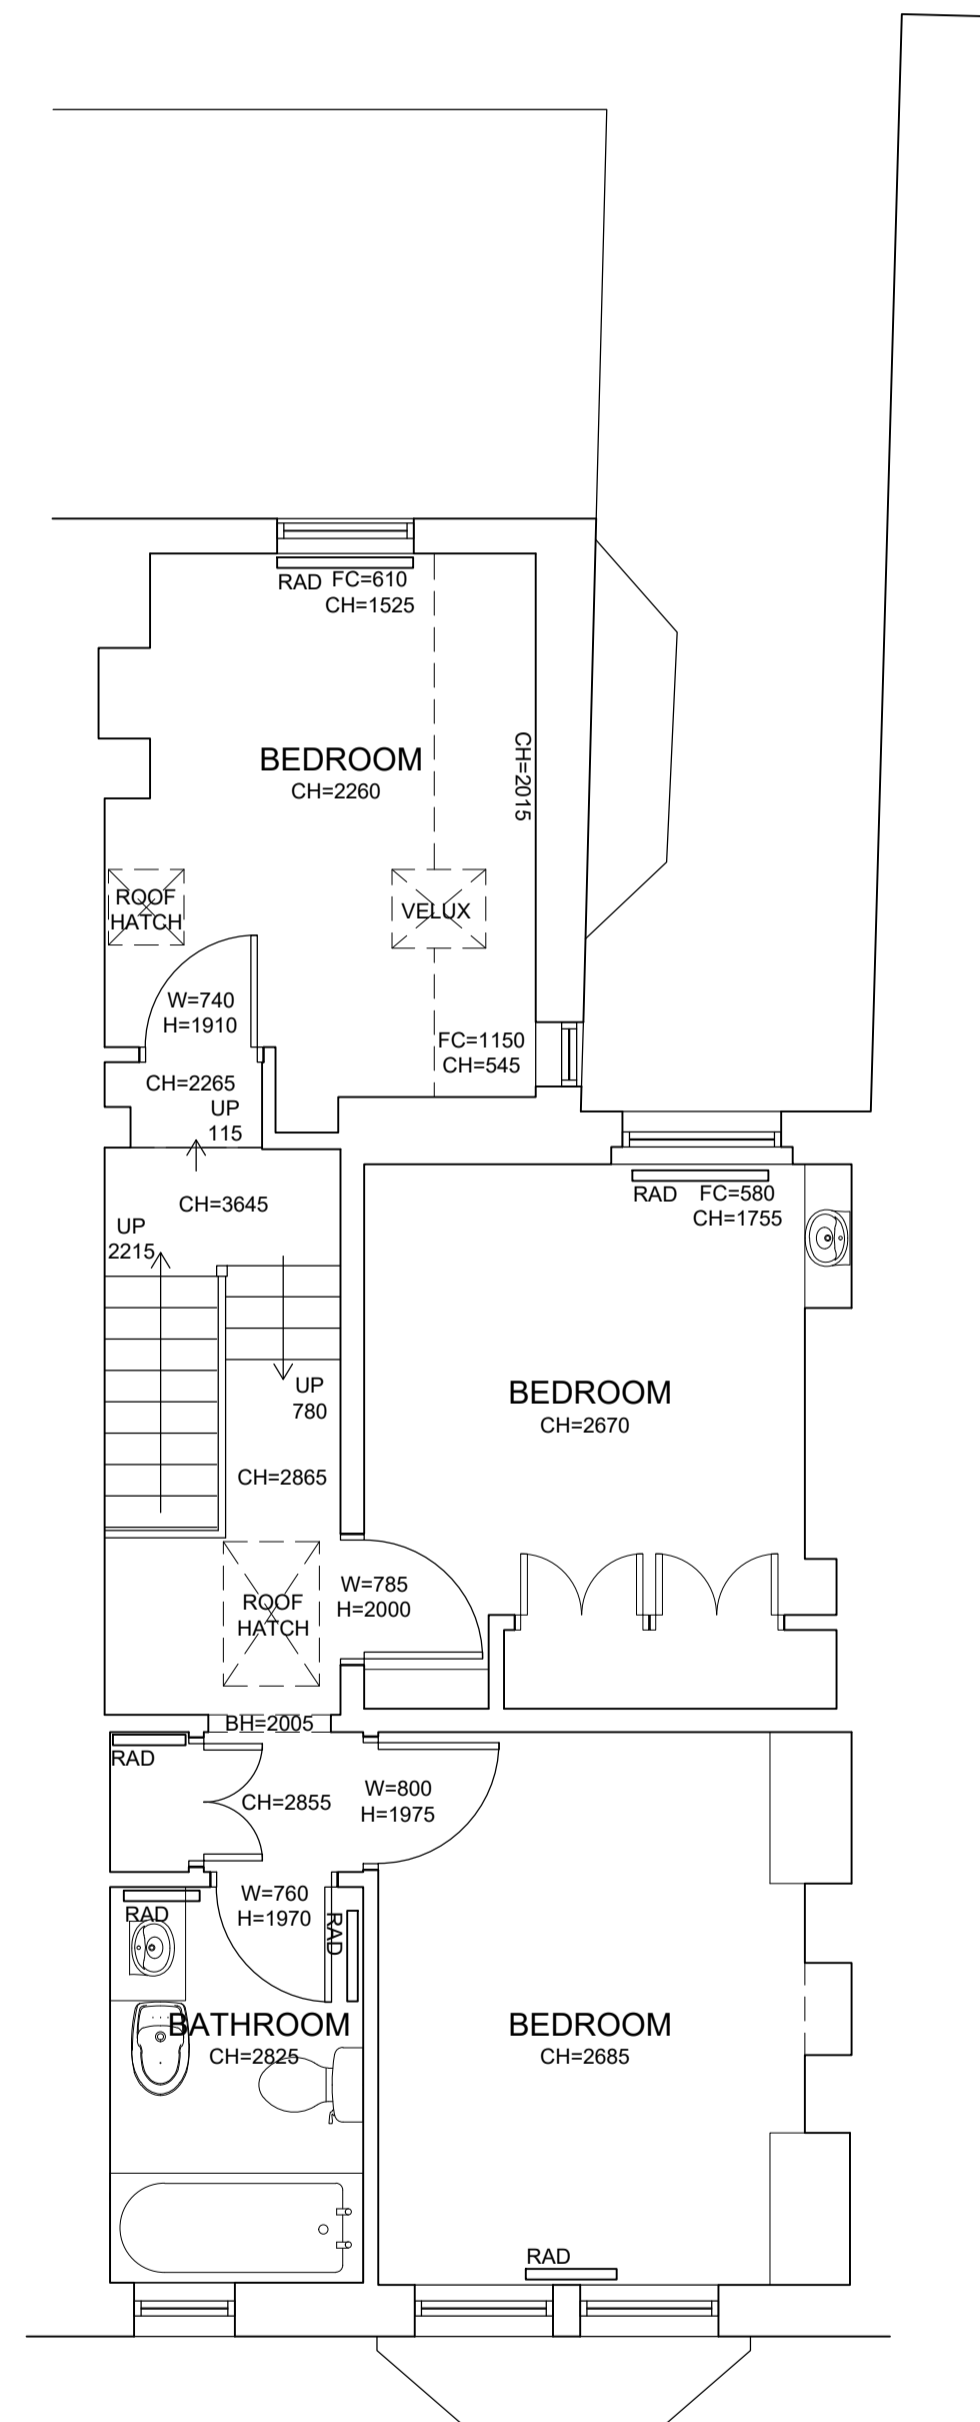 RAD FC=610
CH=1525
BEDROOM
CH=2260
CH=2015
ROOF
HATCH
VELUX
W=740
H=1910
FC=1150
CH=545
CH=2265
UP
115
CH=3645
UP
2215
RAD FC=580
CH=1755
UP
780
BEDROOM
CH=2670
CH=2865
ROOF
HATCH
W=785
H=2000
BH=2005
RAD
CH=2855
W=800
H=1975
W=760
H=1970
RAD
RAD
BATHROOM
CH=2825
BEDROOM
CH=2685
RAD